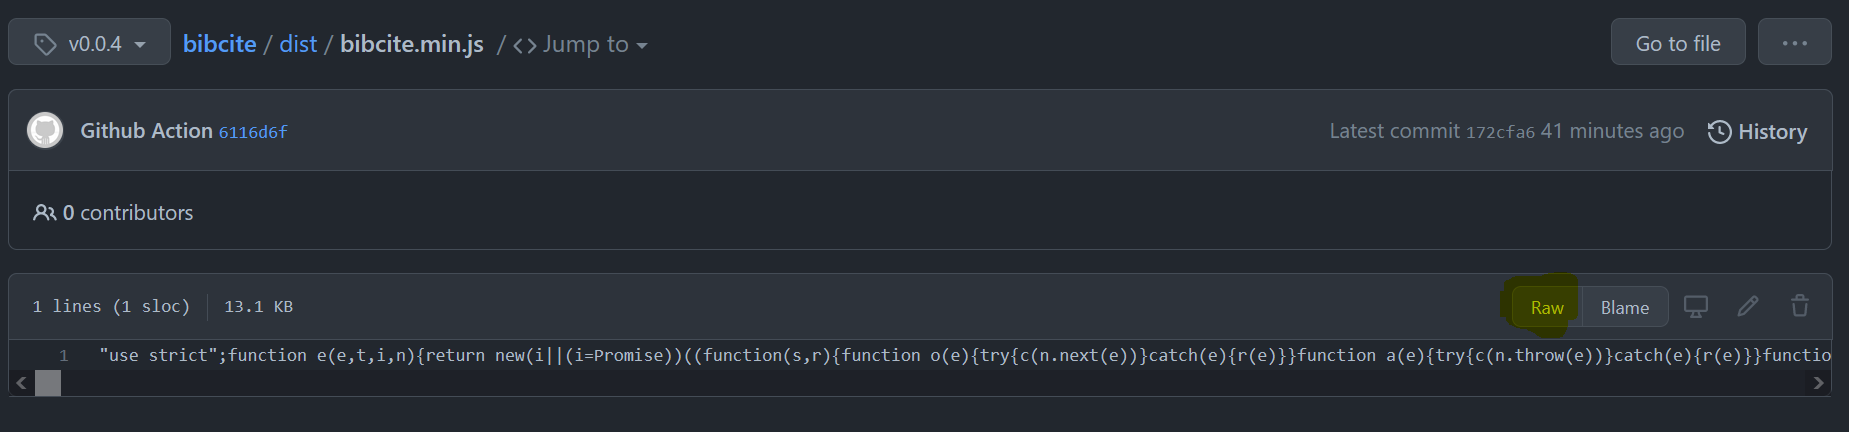 v0.0.4 bibcite / dist / bibcite.min.js / <> Jump to Go to file ...
Github Action 6116d6f Latest commit 172cfa6 41 minutes ago History
0 contributors
1 lines (1 sloc) 13.1 KB Raw Blame
1 "use strict";function e(e,t,i,n){return new(i||(i=Promise))((function(s,r){function o(e){try{c(n.next(e))}catch(e){r(e)}}function a(e){try{c(n.throw(e))}catch(e){r(e)}}functio